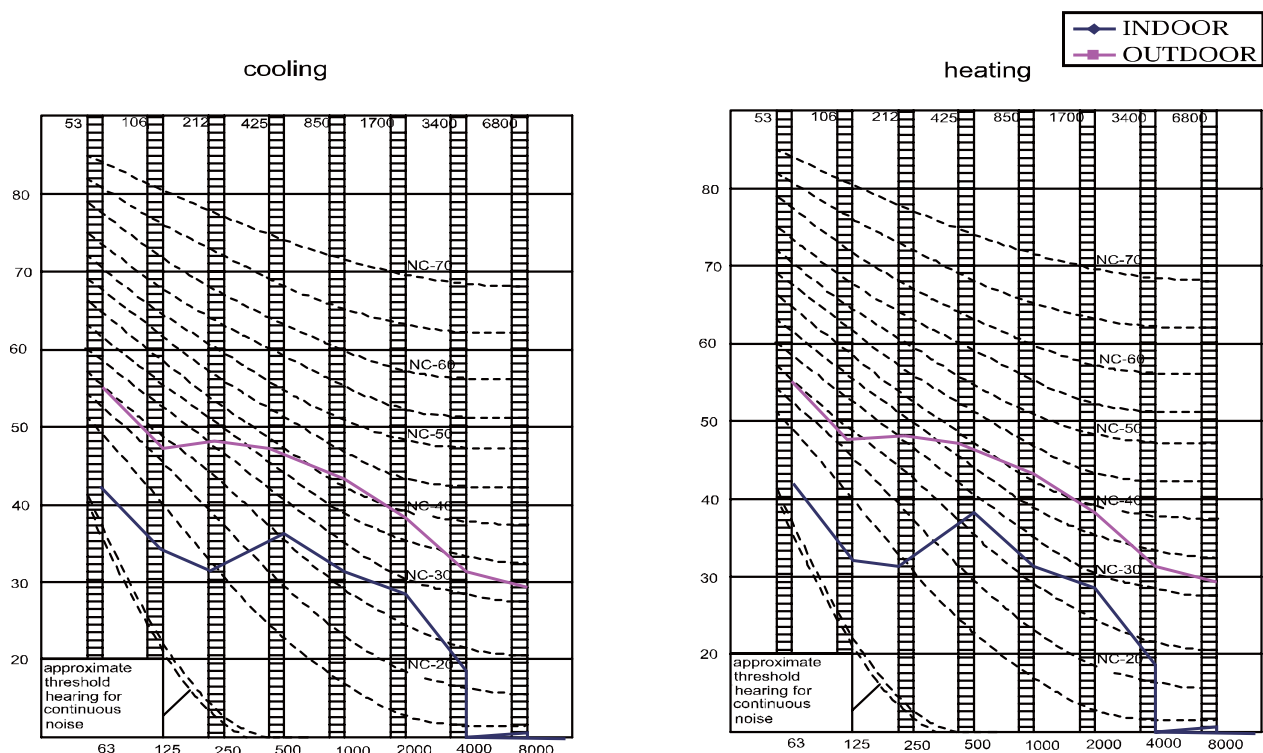 INDOOR
OUTDOOR
cooling
53 106 212 425 850 1700 3400 6800
80
70
60
50
40
30
20
NC-70
NC-60
NC-50
NC-40
NC-30
NC-20
approximate
threshold
hearing for
continuous
noise
63 125 250 500 1000 2000 4000 8000
heating
53 106 212 425 850 1700 3400 6800
80
70
60
50
40
30
20
NC-70
NC-60
NC-50
NC-40
NC-30
NC-20
approximate
threshold
hearing for
continuous
noise
63 125 250 500 1000 2000 4000 8000